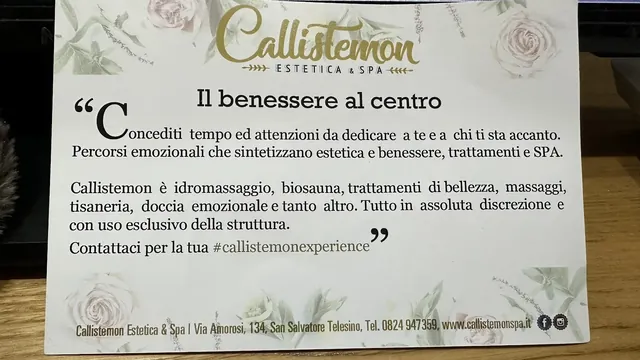 Callistemon
ESTETICA & SPA
Il benessere al centro
“Concediti tempo ed attenzioni da dedicare a te e a chi ti sta accanto.
Percorsi emozionali che sintetizzano estetica e benessere, trattamenti e SPA.
Callistemon è idromassaggio, biosauna, trattamenti di bellezza, massaggi,
tisaneria, doccia emozionale e tanto altro. Tutto in assoluta discrezione e
con uso esclusivo della struttura.
Contattaci per la tua #callistemonexperience”
Callistemon Estetica & Spa | Via Amorosi, 134, San Salvatore Telesino, Tel. 0824 947359, www.callistemonspa.it